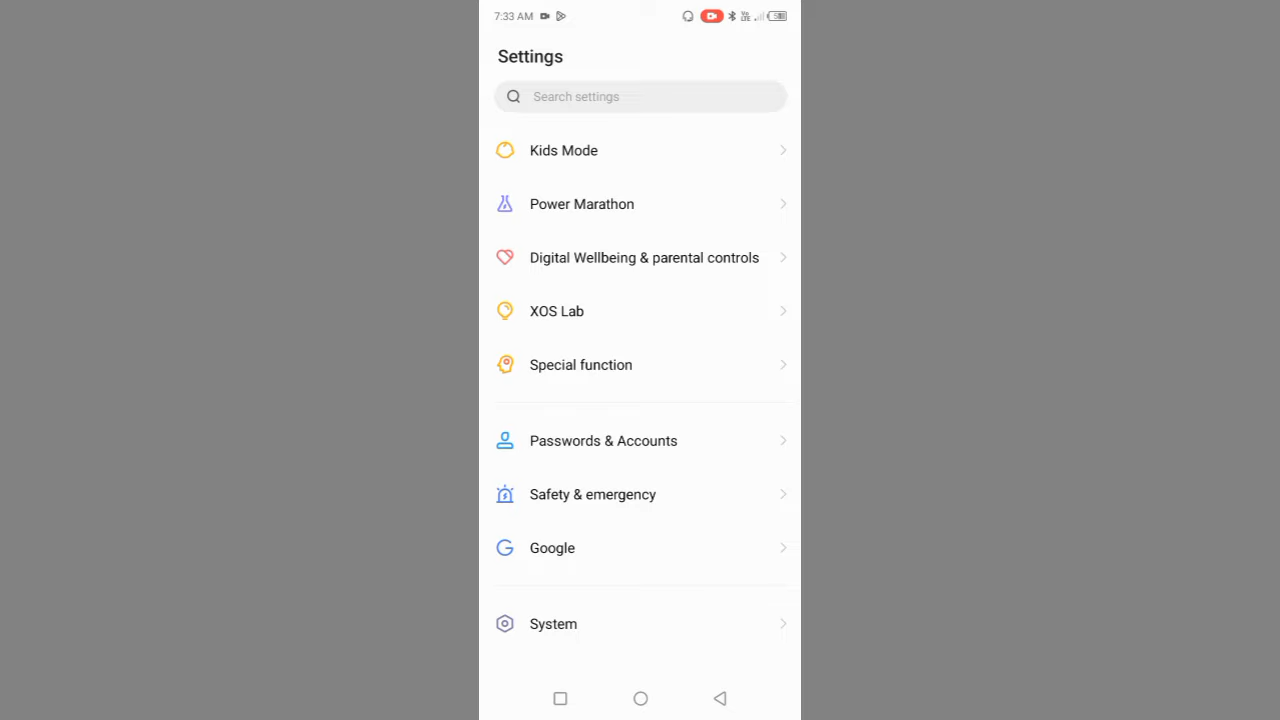 7:33 AM
Settings
Search settings
Kids Mode
Power Marathon
Digital Wellbeing & parental controls
XOS Lab
Special function
Passwords & Accounts
Safety & emergency
Google
System